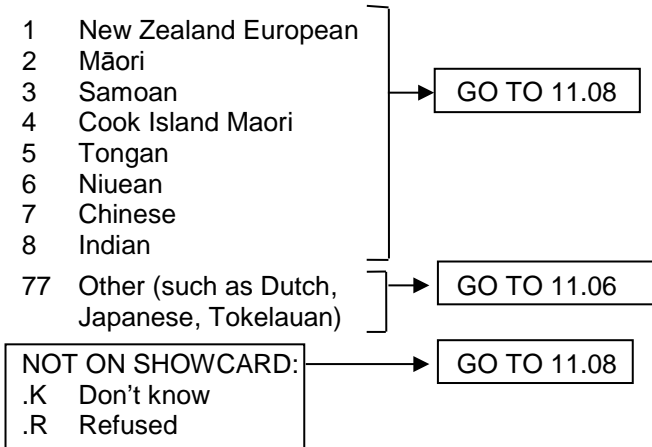 1 New Zealand European
2 Māori
3 Samoan
GO TO 11.08
4 Cook Island Maori
5 Tongan
6 Niuean
7 Chinese
8 Indian
77 Other (such as Dutch,
Japanese, Tokelauan)
GO TO 11.06
NOT ON SHOWCARD:
GO TO 11.08
.K Don’t know
.R Refused